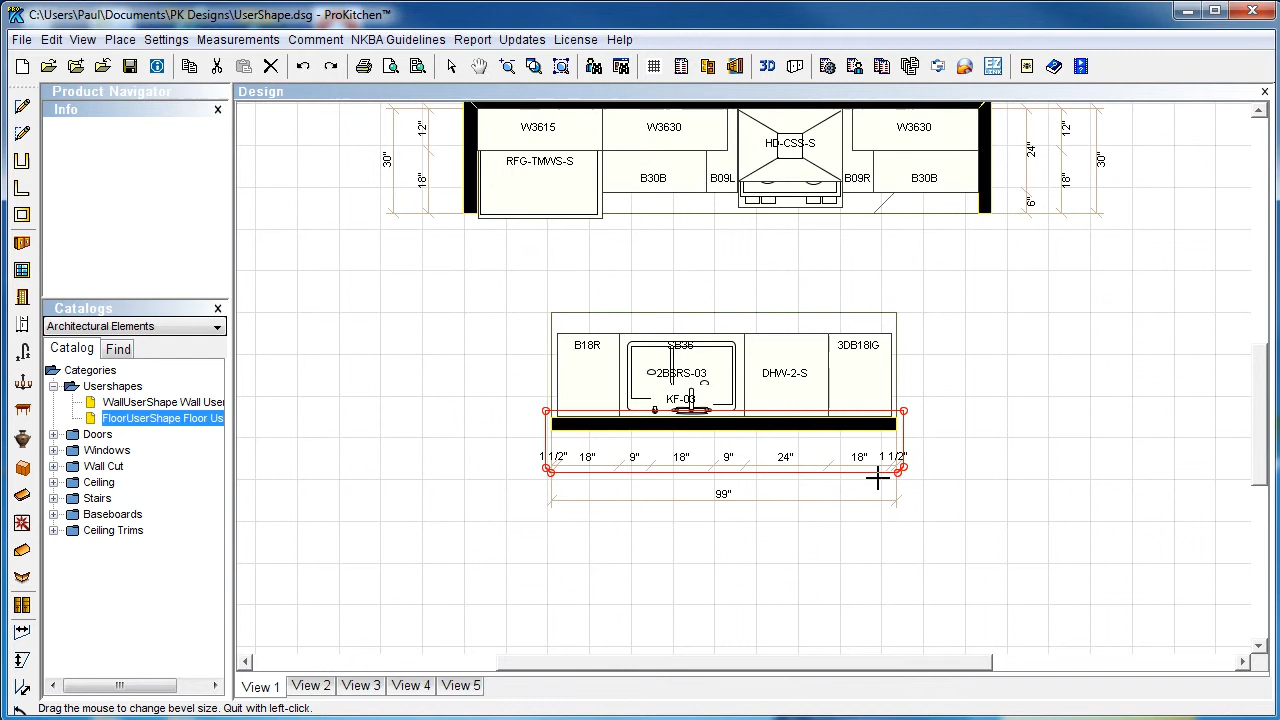 C:\Users\Paul\Documents\PK Designs\UserShape.dsg - ProKitchen™
File Edit View Place Settings Measurements Comment NKBA Guidelines Report Updates License Help
3D EZ
Product Navigator
Info
Design
W3615 W3630 HD-CSS-S W3630
RFG-TMWS-S
B30B B09L B09R B30B
30" 12" 18" 24" 6" 12" 18" 30"
Catalogs
Architectural Elements
Catalog Find
Categories
Usershapes
WallUserShape Wall User
FloorUserShape Floor Us
Doors
Windows
Wall Cut
Ceiling
Stairs
Baseboards
Ceiling Trims
B18R SB36 3DB18IG
2BSRS-03 DHW-2-S
KF-03
1 1/2" 18" 9" 18" 9" 24" 18" 1 1/2"
99"
View 1 View 2 View 3 View 4 View 5
Drag the mouse to change bevel size. Quit with left-click.